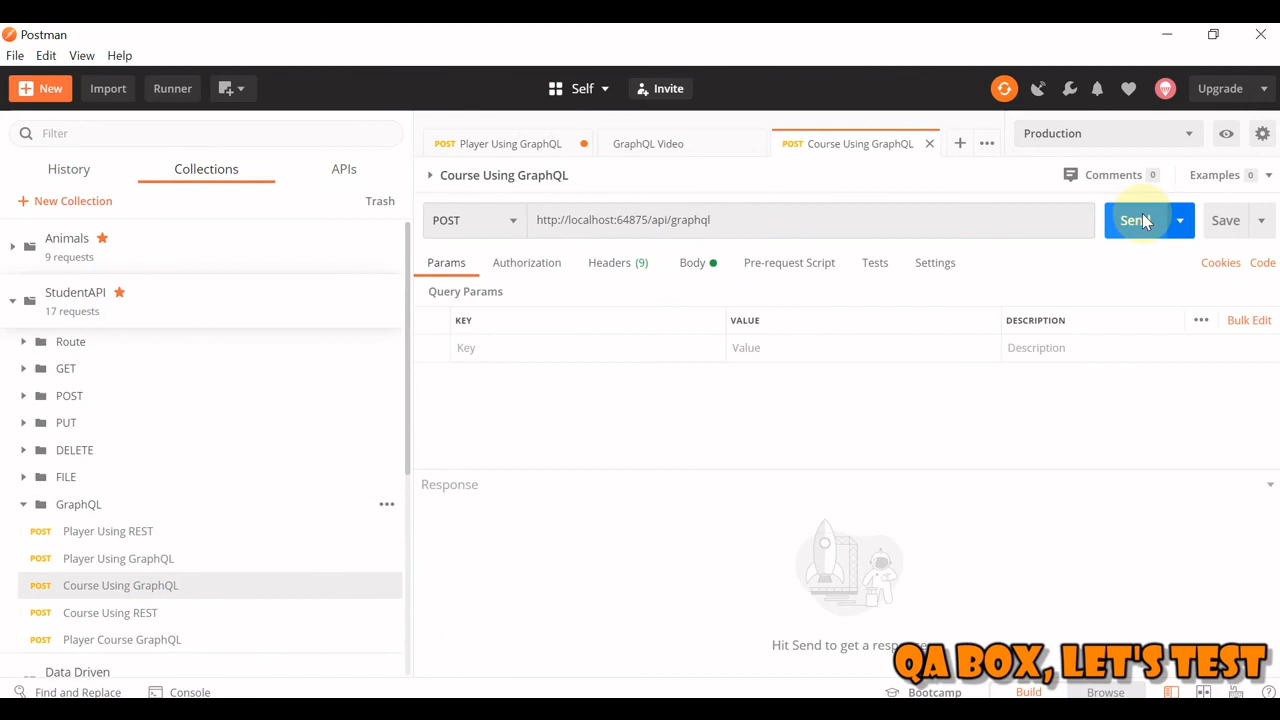 Postman
File Edit View Help
New Import Runner Self Invite Upgrade
Filter
History Collections APIs
New Collection Trash
Animals
9 requests
StudentAPI
17 requests
Route
GET
POST
PUT
DELETE
FILE
GraphQL
POST Player Using REST
POST Player Using GraphQL
POST Course Using GraphQL
POST Course Using REST
POST Player Course GraphQL
Data Driven
POST Player Using GraphQL GraphQL Video POST Course Using GraphQL Production
Course Using GraphQL Comments 0 Examples 0
POST http://localhost:64875/api/graphql Send Save
Params Authorization Headers (9) Body Pre-request Script Tests Settings Cookies Code
Query Params
KEY VALUE DESCRIPTION Bulk Edit
Key Value Description
Response
Hit Send to get a
QA BOX, LET'S TEST
Find and Replace Console Bootcamp Build Browse